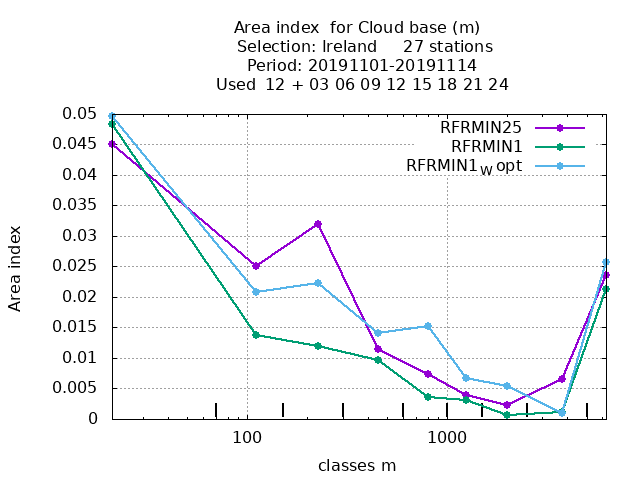 Area index  for Cloud base (m)
Selection: Ireland     27 stations
Period: 20191101-20191114
Used  12 + 03 06 09 12 15 18 21 24
RFRMIN25
RFRMIN1
RFRMIN1W opt
0.05
0.045
0.04
0.035
0.03
0.025
0.02
0.015
0.01
0.005
0
Area index
100
1000
classes m